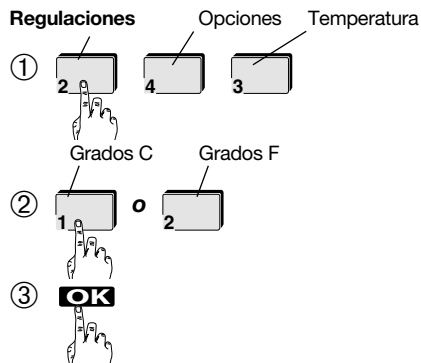 Regulaciones Opciones Temperatura
① 2 4 3
Grados C Grados F
② 1 o 2
③ OK